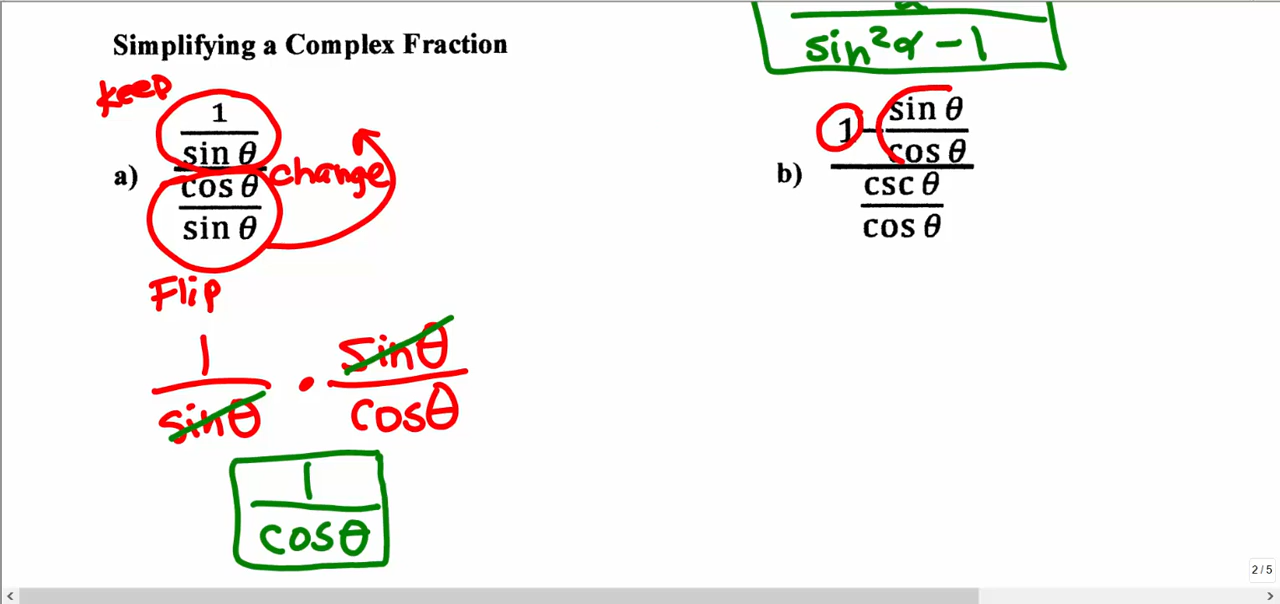 Simplifying a Complex Fraction
keep
a)
1
sin θ
cos θ
sin θ
change
Flip
1
sinθ
·
sinθ
cosθ
1
cosθ
sin²α − 1
b)
1 −
sin θ
cos θ
csc θ
cos θ
2 / 5